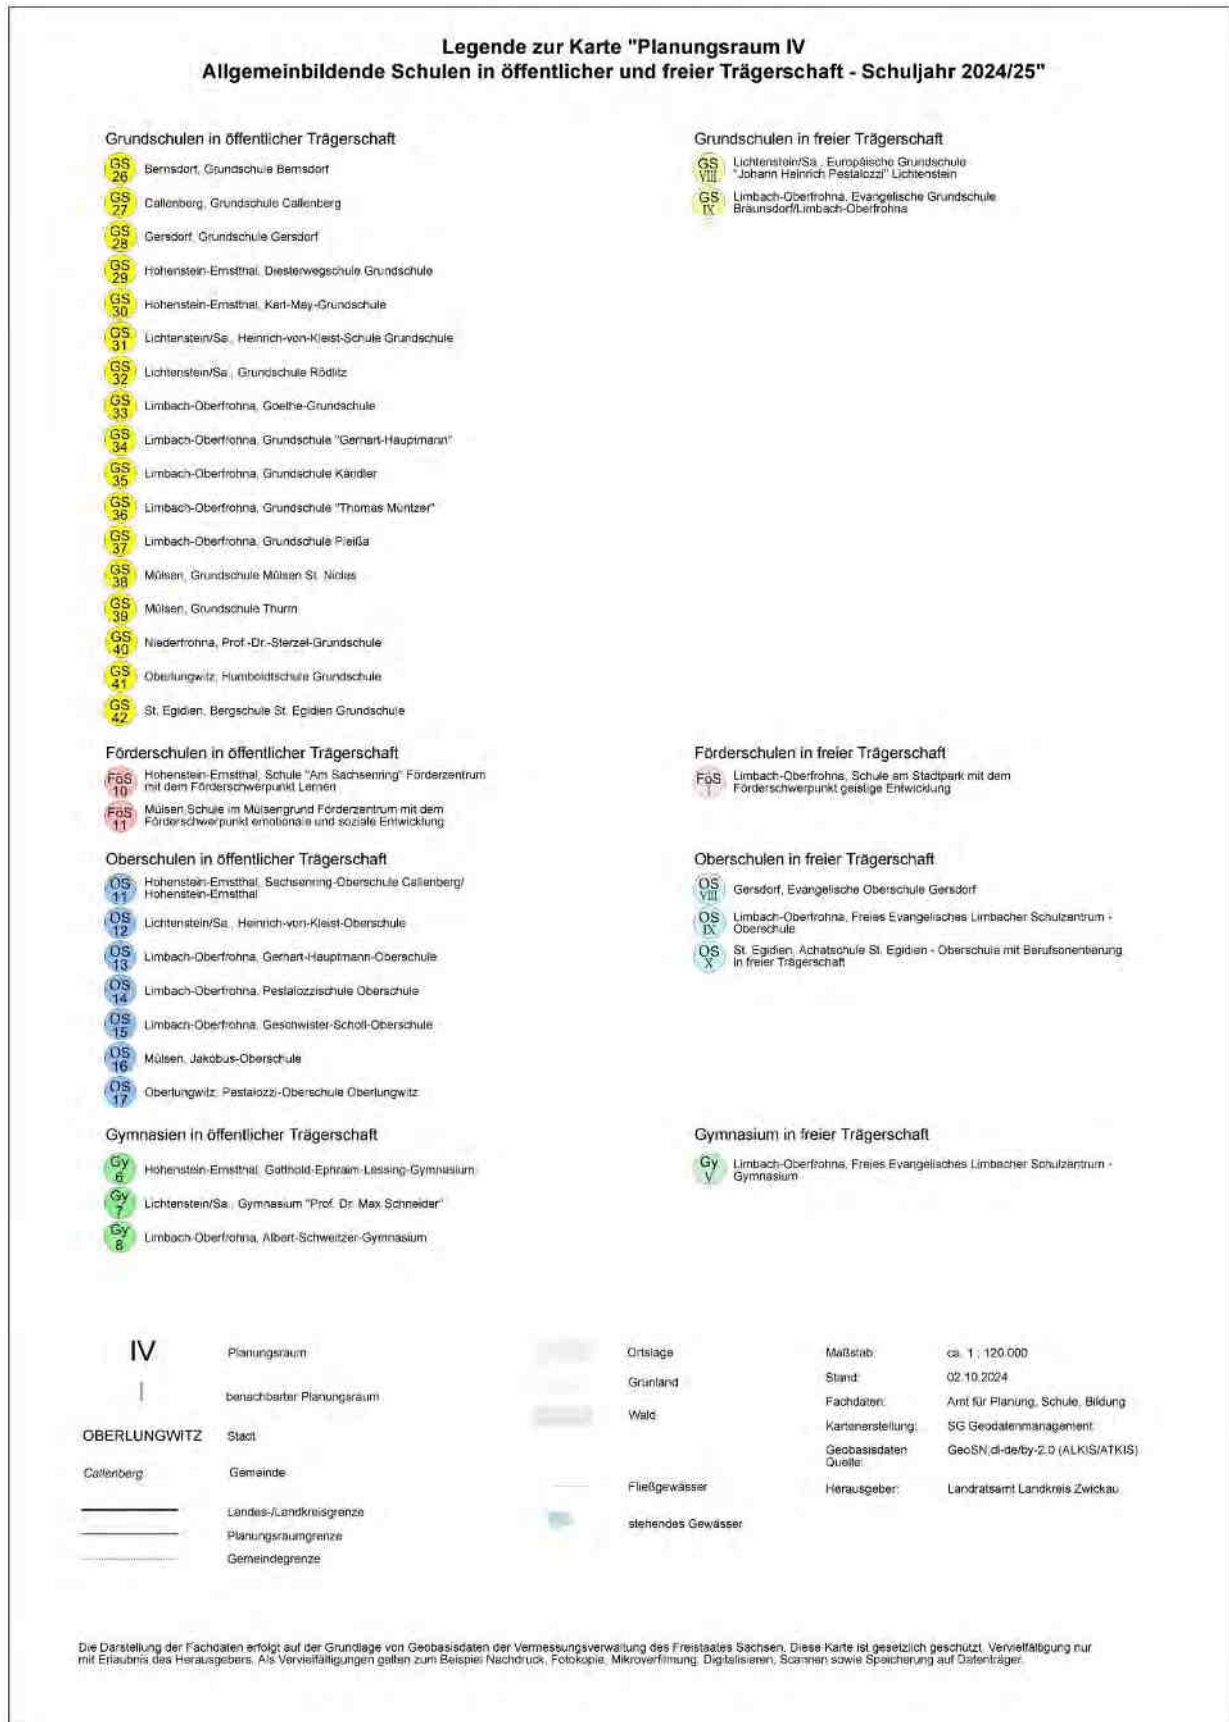 Legende zur Karte "Planungsraum IV
Allgemeinbildende Schulen in öffentlicher und freier Trägerschaft - Schuljahr 2024/25"
Grundschulen in öffentlicher Trägerschaft
GS 26 Bernsdorf, Grundschule Bernsdorf
GS 27 Callenberg, Grundschule Callenberg
GS 28 Gersdorf, Grundschule Gersdorf
GS 29 Hohenstein-Ernstthal, Diesterwegschule Grundschule
GS 30 Hohenstein-Ernstthal, Karl-May-Grundschule
GS 31 Lichtenstein/Sa., Heinrich-von-Kleist-Schule Grundschule
GS 32 Lichtenstein/Sa., Grundschule Rödlitz
GS 33 Limbach-Oberfrohna, Goethe-Grundschule
GS 34 Limbach-Oberfrohna, Grundschule "Gerhart-Hauptmann"
GS 35 Limbach-Oberfrohna, Grundschule Kändler
GS 36 Limbach-Oberfrohna, Grundschule "Thomas Müntzer"
GS 37 Limbach-Oberfrohna, Grundschule Pleißa
GS 38 Mülsen, Grundschule Mülsen St. Niclas
GS 39 Mülsen, Grundschule Thurm
GS 40 Niederfrohna, Prof.-Dr.-Sterzel-Grundschule
GS 41 Oberlungwitz, Humboldtschule Grundschule
GS 42 St. Egidien, Bergschule St. Egidien Grundschule
Grundschulen in freier Trägerschaft
GS VIII Lichtenstein/Sa., Europäische Grundschule
"Johann Heinrich Pestalozzi" Lichtenstein
GS IX Limbach-Oberfrohna, Evangelische Grundschule
Bräunsdorf/Limbach-Oberfrohna
Förderschulen in öffentlicher Trägerschaft
FöS 10 Hohenstein-Ernstthal, Schule "Am Sachsenring" Förderzentrum
mit dem Förderschwerpunkt Lernen
FöS 11 Mülsen,Schule im Mülsengrund Förderzentrum mit dem
Förderschwerpunkt emotionale und soziale Entwicklung
Förderschulen in freier Trägerschaft
FöS I Limbach-Oberfrohna, Schule am Stadtpark mit dem
Förderschwerpunkt geistige Entwicklung
Oberschulen in öffentlicher Trägerschaft
OS 11 Hohenstein-Ernstthal, Sachsenring-Oberschule Callenberg/
Hohenstein-Ernstthal
OS 12 Lichtenstein/Sa., Heinrich-von-Kleist-Oberschule
OS 13 Limbach-Oberfrohna, Gerhart-Hauptmann-Oberschule
OS 14 Limbach-Oberfrohna, Pestalozzischule Oberschule
OS 15 Limbach-Oberfrohna, Geschwister-Scholl-Oberschule
OS 16 Mülsen, Jakobus-Oberschule
OS 17 Oberlungwitz, Pestalozzi-Oberschule Oberlungwitz
Oberschulen in freier Trägerschaft
OS VIII Gersdorf, Evangelische Oberschule Gersdorf
OS IX Limbach-Oberfrohna, Freies Evangelisches Limbacher Schulzentrum -
Oberschule
OS X St. Egidien, Achatschule St. Egidien - Oberschule mit Berufsorientierung
in freier Trägerschaft
Gymnasien in öffentlicher Trägerschaft
Gy 6 Hohenstein-Ernstthal, Gotthold-Ephraim-Lessing-Gymnasium
Gy 7 Lichtenstein/Sa., Gymnasium "Prof. Dr. Max Schneider"
Gy 8 Limbach-Oberfrohna, Albert-Schweitzer-Gymnasium
Gymnasium in freier Trägerschaft
Gy V Limbach-Oberfrohna, Freies Evangelisches Limbacher Schulzentrum -
Gymnasium
IV Planungsraum
I benachbarter Planungsraum
OBERLUNGWITZ Stadt
Callenberg Gemeinde
Landes-/Landkreisgrenze
Planungsraumgrenze
Gemeindegrenze
Ortslage
Grünland
Wald
Fließgewässer
stehendes Gewässer
Maßstab: ca. 1 : 120.000
Stand: 02.10.2024
Fachdaten: Amt für Planung, Schule, Bildung
Kartenerstellung: SG Geodatenmanagement
Geobasisdaten GeoSN,dl-de/by-2.0 (ALKIS/ATKIS)
Quelle:
Herausgeber: Landratsamt Landkreis Zwickau
Die Darstellung der Fachdaten erfolgt auf der Grundlage von Geobasisdaten der Vermessungsverwaltung des Freistaates Sachsen. Diese Karte ist gesetzlich geschützt. Vervielfältigung nur
mit Erlaubnis des Herausgebers. Als Vervielfältigungen gelten zum Beispiel Nachdruck, Fotokopie, Mikroverfilmung, Digitalisieren, Scannen sowie Speicherung auf Datenträger.